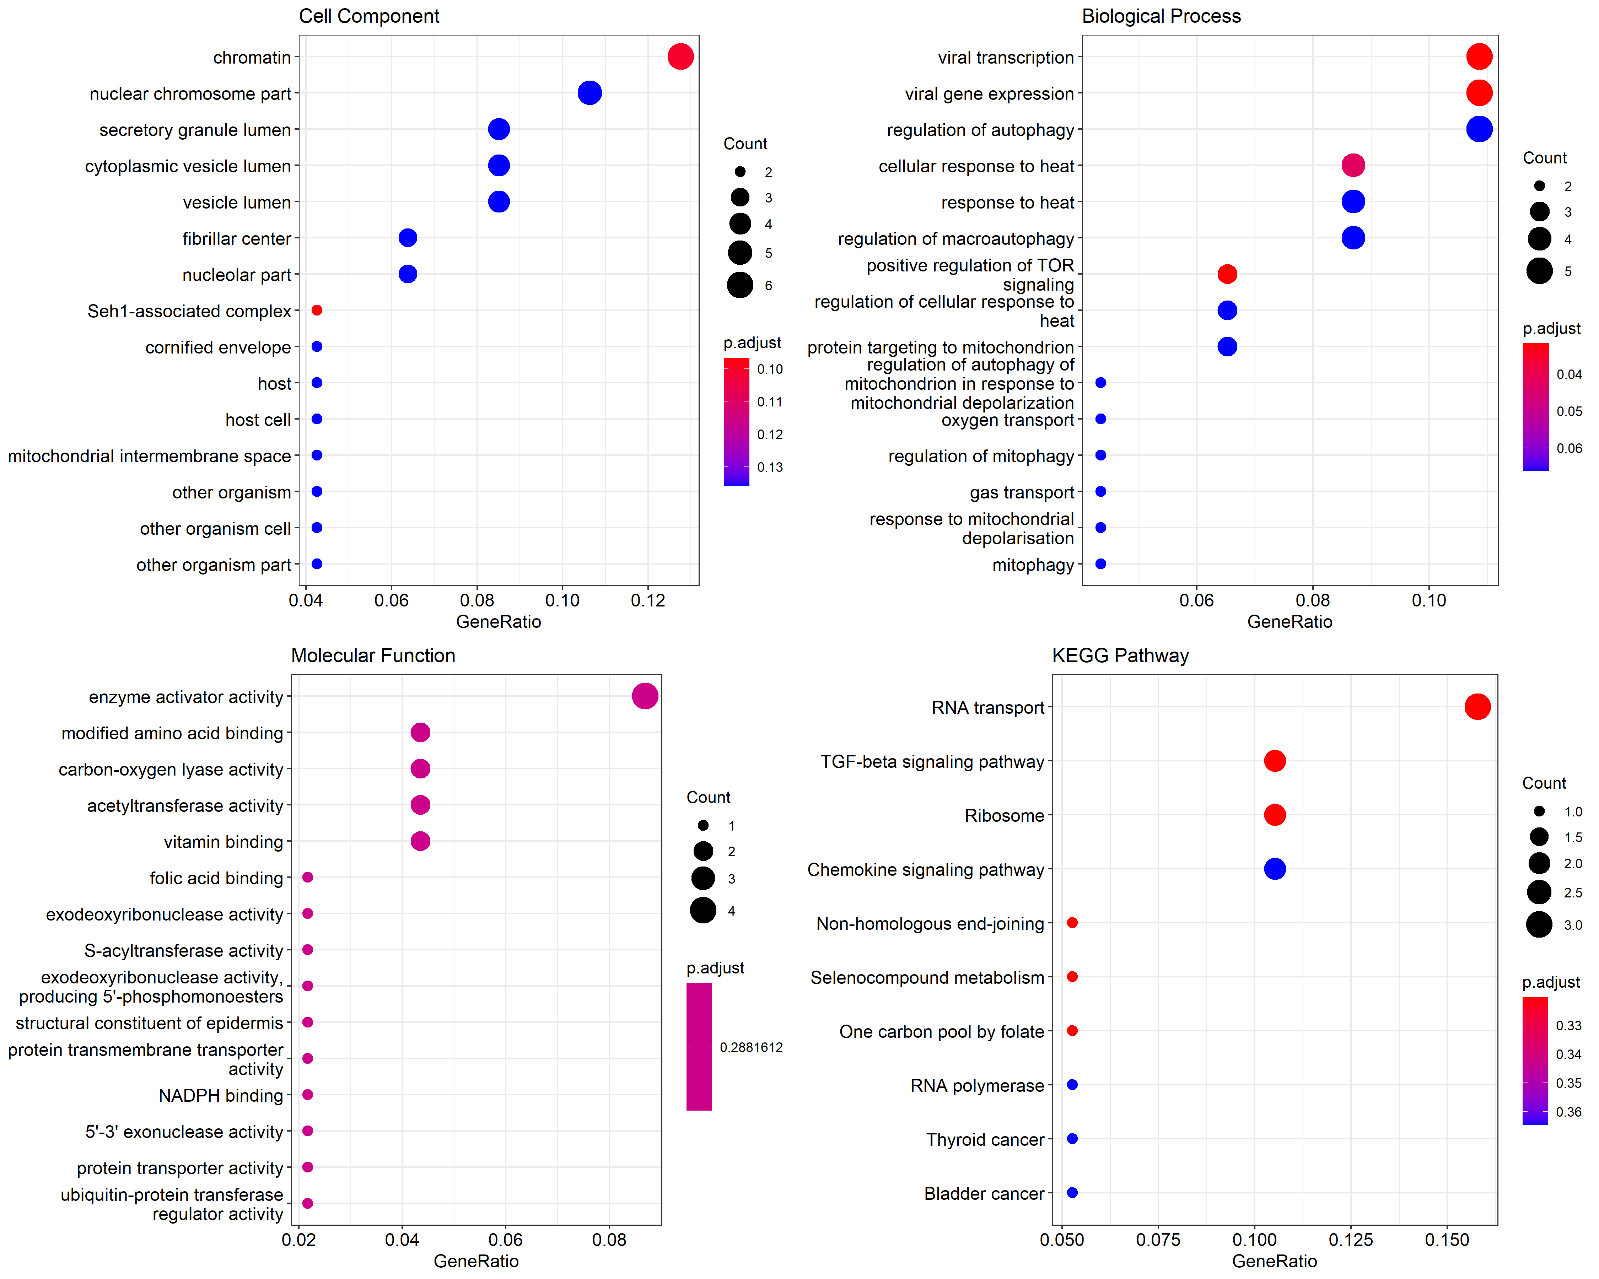 Cell Component
chromatin
nuclear chromosome part
secretory granule lumen
cytoplasmic vesicle lumen
vesicle lumen
fibrillar center
nucleolar part
Seh1-associated complex
cornified envelope
host
host cell
mitochondrial intermembrane space
other organism
other organism cell
other organism part
0.04 0.06 0.08 0.10 0.12
GeneRatio
Count
2
3
4
5
6
p.adjust
0.10
0.11
0.12
0.13
Biological Process
viral transcription
viral gene expression
regulation of autophagy
cellular response to heat
response to heat
regulation of macroautophagy
positive regulation of TOR
signaling
regulation of cellular response to
heat
protein targeting to mitochondrion
regulation of autophagy of
mitochondrion in response to
mitochondrial depolarization
oxygen transport
regulation of mitophagy
gas transport
response to mitochondrial
depolarisation
mitophagy
0.06 0.08 0.10
GeneRatio
Count
2
3
4
5
p.adjust
0.04
0.05
0.06
Molecular Function
enzyme activator activity
modified amino acid binding
carbon-oxygen lyase activity
acetyltransferase activity
vitamin binding
folic acid binding
exodeoxyribonuclease activity
S-acyltransferase activity
exodeoxyribonuclease activity,
producing 5'-phosphomonoesters
structural constituent of epidermis
protein transmembrane transporter
activity
NADPH binding
5'-3' exonuclease activity
protein transporter activity
ubiquitin-protein transferase
regulator activity
0.02 0.04 0.06 0.08
GeneRatio
Count
1
2
3
4
p.adjust
0.2881612
KEGG Pathway
RNA transport
TGF-beta signaling pathway
Ribosome
Chemokine signaling pathway
Non-homologous end-joining
Selenocompound metabolism
One carbon pool by folate
RNA polymerase
Thyroid cancer
Bladder cancer
0.050 0.075 0.100 0.125 0.150
GeneRatio
Count
1.0
1.5
2.0
2.5
3.0
p.adjust
0.33
0.34
0.35
0.36